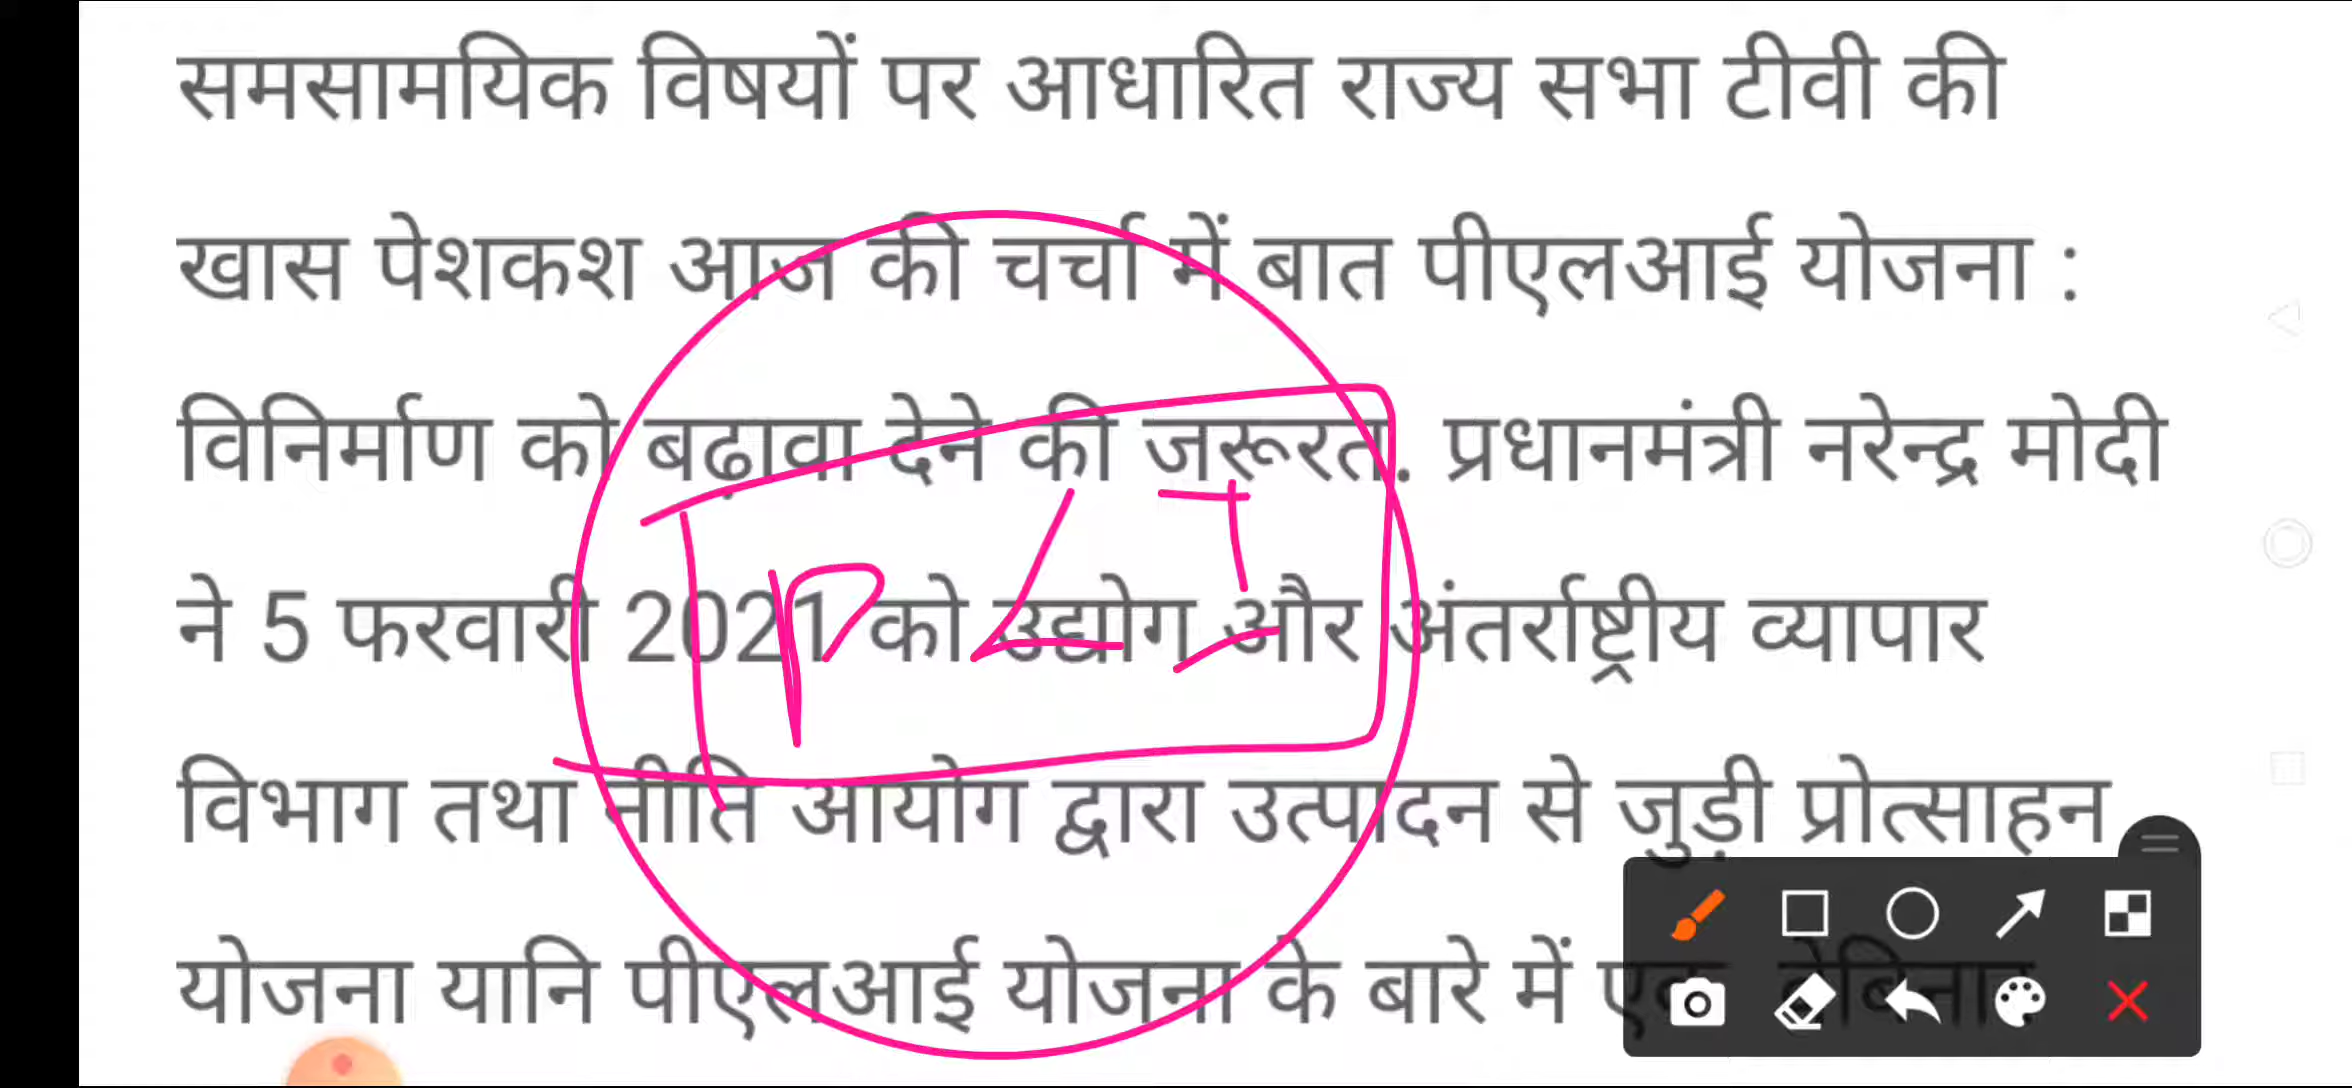 समसामयिक विषयों पर आधारित राज्य सभा टीवी की
खास पेशकश आज की चर्चा में बात पीएलआई योजना :
विनिर्माण को बढ़ावा देने की जरूरत. प्रधानमंत्री नरेन्द्र मोदी
ने 5 फरवारी 2021 को उद्योग और अंतर्राष्ट्रीय व्यापार
PLI
विभाग तथा नीति आयोग द्वारा उत्पादन से जुड़ी प्रोत्साहन
योजना यानि पीएलआई योजना के बारे में एक वेबिनार